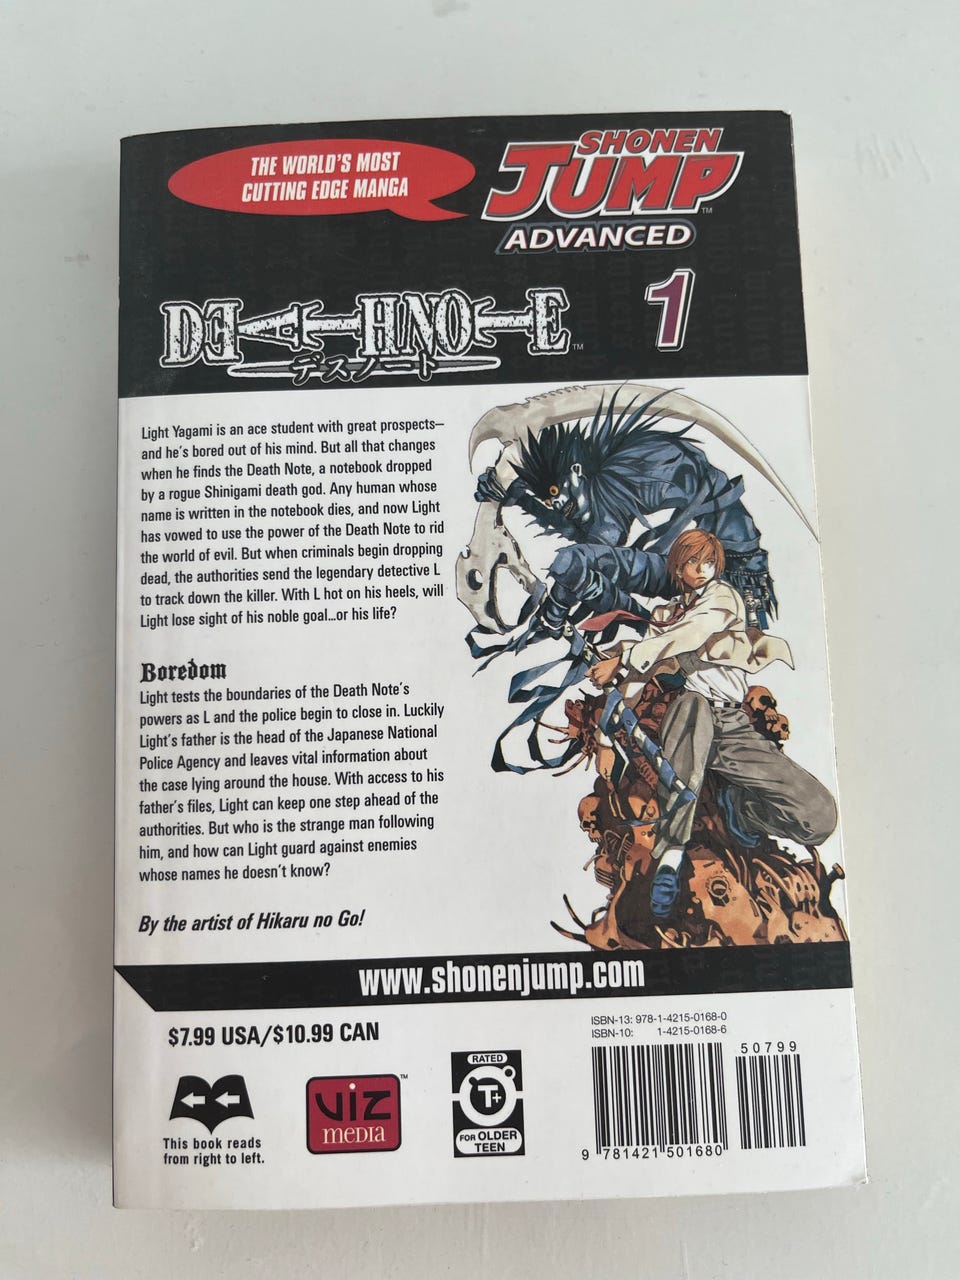 THE WORLD'S MOST
CUTTING EDGE MANGA
SHONEN
JUMP™
ADVANCED
DEATH NOTE™
デスノート
1
Light Yagami is an ace student with great prospects—
and he's bored out of his mind. But all that changes
when he finds the Death Note, a notebook dropped
by a rogue Shinigami death god. Any human whose
name is written in the notebook dies, and now Light
has vowed to use the power of the Death Note to rid
the world of evil. But when criminals begin dropping
dead, the authorities send the legendary detective L
to track down the killer. With L hot on his heels, will
Light lose sight of his noble goal...or his life?
Boredom
Light tests the boundaries of the Death Note's
powers as L and the police begin to close in. Luckily
Light's father is the head of the Japanese National
Police Agency and leaves vital information about
the case lying around the house. With access to his
father's files, Light can keep one step ahead of the
authorities. But who is the strange man following
him, and how can Light guard against enemies
whose names he doesn't know?
By the artist of Hikaru no Go!
www.shonenjump.com
$7.99 USA/$10.99 CAN
This book reads
from right to left.
VIZ™
MEDIA
RATED
T+
FOR OLDER
TEEN
ISBN-13: 978-1-4215-0168-0
ISBN-10: 1-4215-0168-6
50799
9 781421 501680